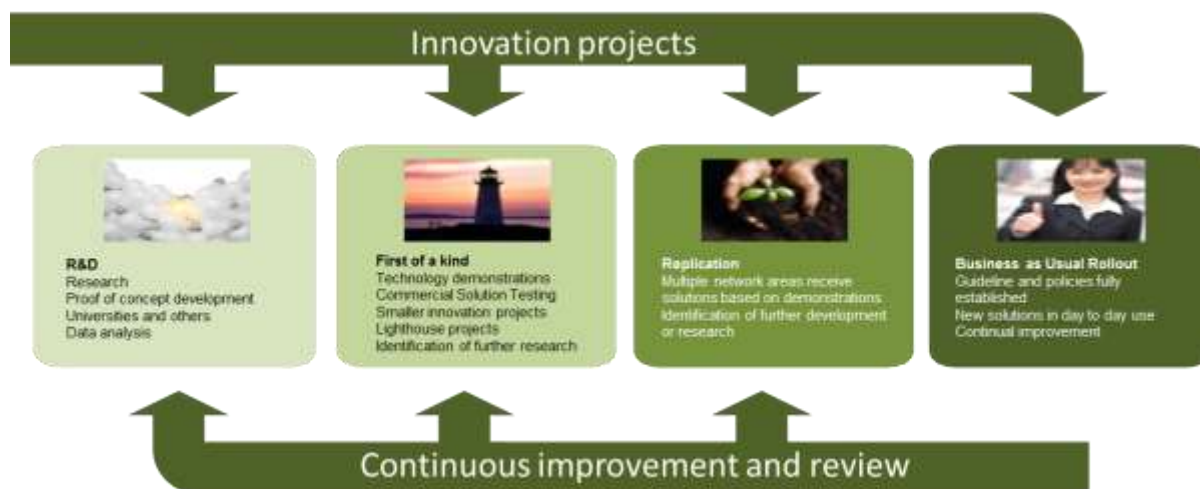 Innovation projects
R&D
Research
Proof of concept development
Universities and others
Data analysis
First of a kind
Technology demonstrations
Commercial Solution Testing
Smaller innovation projects
Lighthouse projects
Identification of further research
Replication
Multiple network areas receive
solutions based on demonstrations
Identification of further development
or research
Business as Usual Rollout
Guideline and policies fully
established
New solutions in day to day use
Continual improvement
Continuous improvement and review